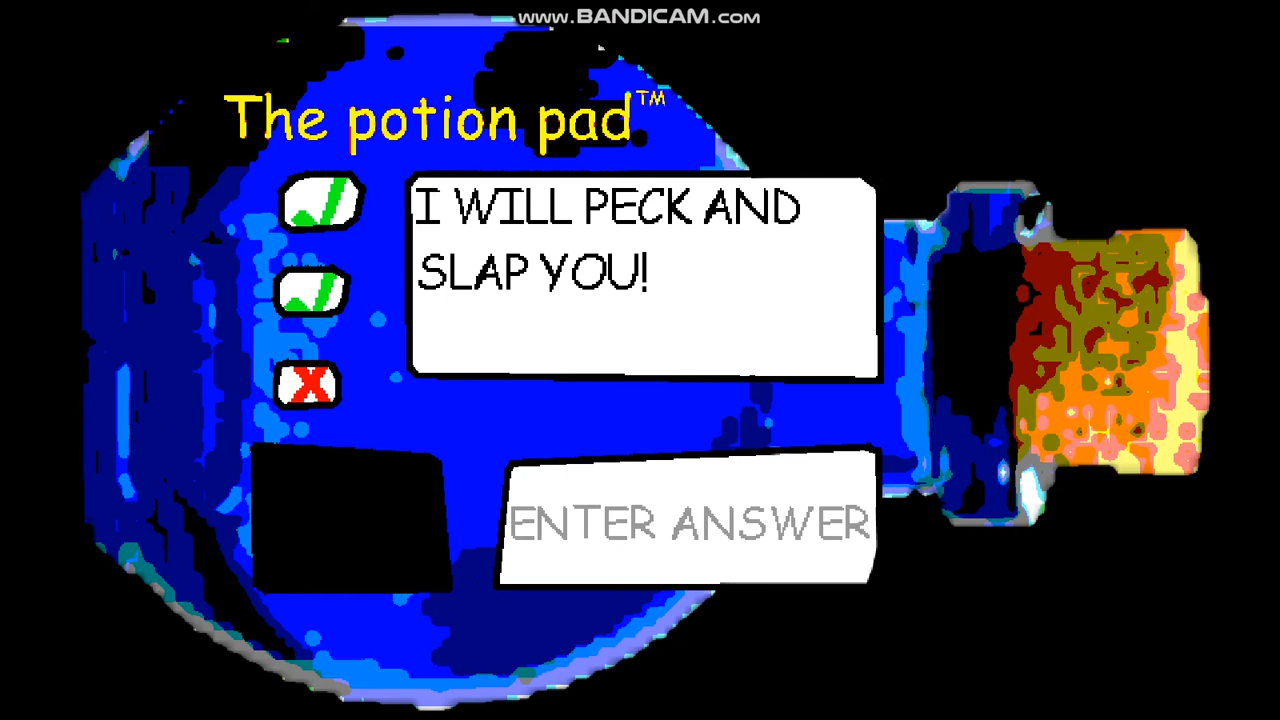 www.BANDICAM.com
The potion pad™
I WILL PECK AND
SLAP YOU!
ENTER ANSWER